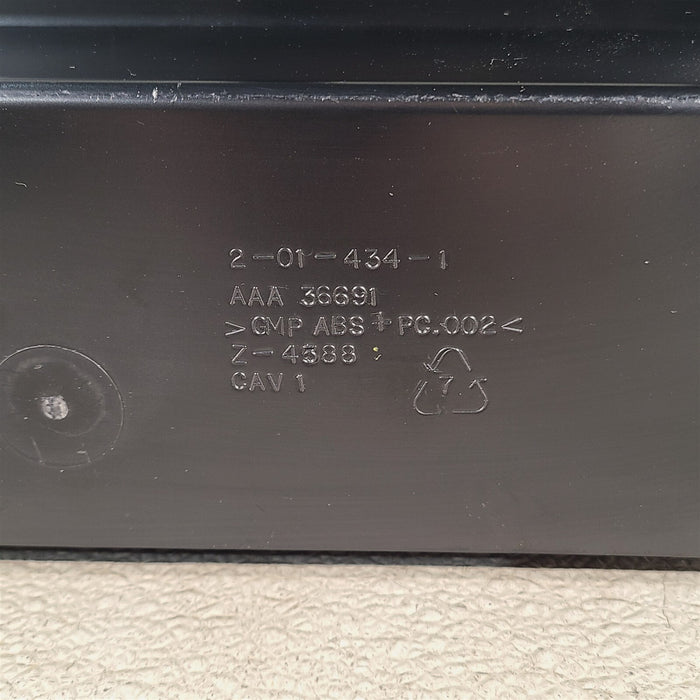 2-01-434-1
AAA 36691
>GMP ABS + PC.002<
Z-4388
CAV 1
7